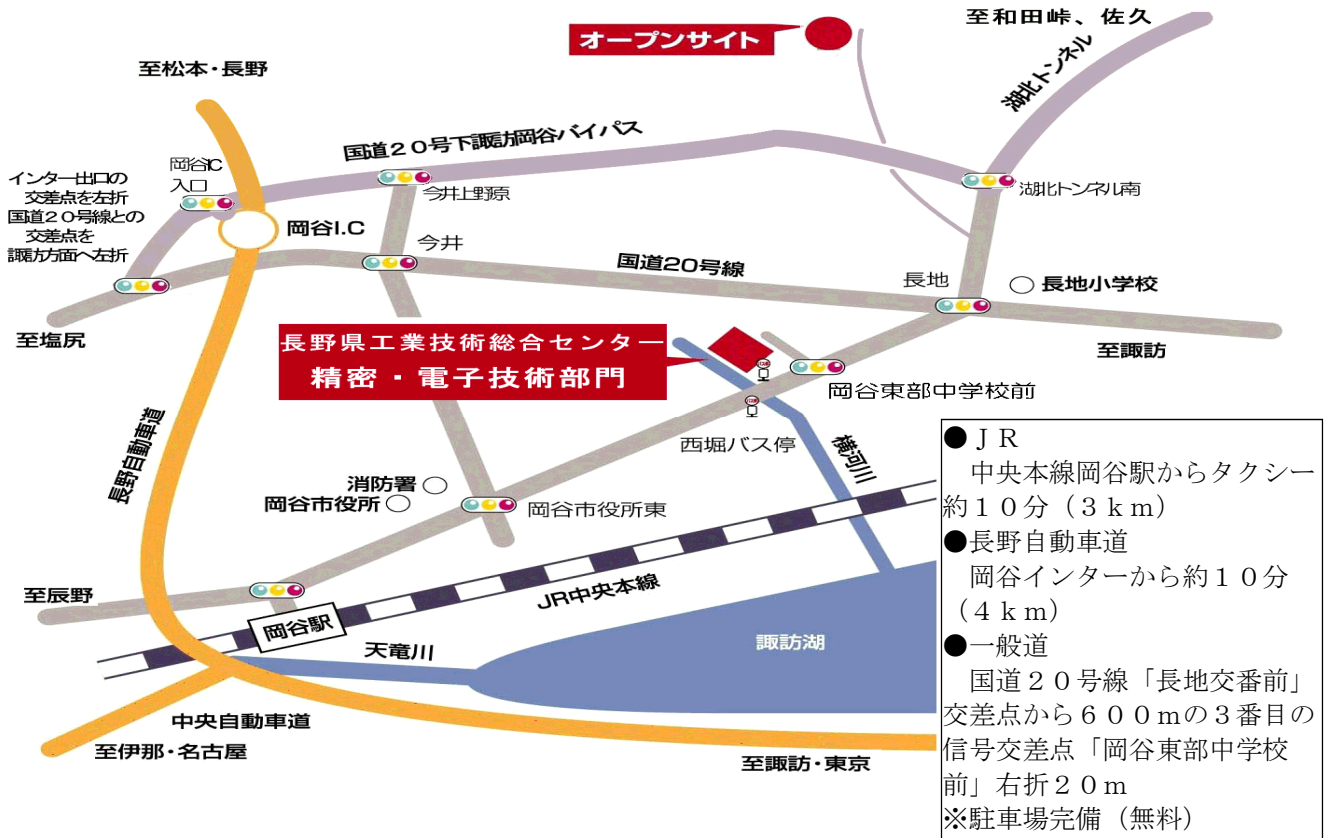 至和田峠、佐久
オープンサイト
湖北トンネル
至松本・長野
国道20号下諏訪岡谷バイパス
岡谷IC
入口
インター出口の
交差点を左折
国道20号線との
交差点を
諏訪方面へ左折
今井上野原
湖北トンネル南
岡谷I.C
今井
国道20号線
長地
長地小学校
至塩尻
至諏訪
長野県工業技術総合センター
精密・電子技術部門
岡谷東部中学校前
西堀バス停
横河川
長野自動車道
消防署
岡谷市役所
岡谷市役所東
至辰野
JR中央本線
岡谷駅
天竜川
諏訪湖
中央自動車道
至伊那・名古屋
至諏訪・東京
●ＪＲ
中央本線岡谷駅からタクシー
約１０分（３ｋｍ）
●長野自動車道
岡谷インターから約１０分
（４ｋｍ）
●一般道
国道２０号線「長地交番前」
交差点から６００ｍの３番目の
信号交差点「岡谷東部中学校
前」右折２０ｍ
※駐車場完備（無料）